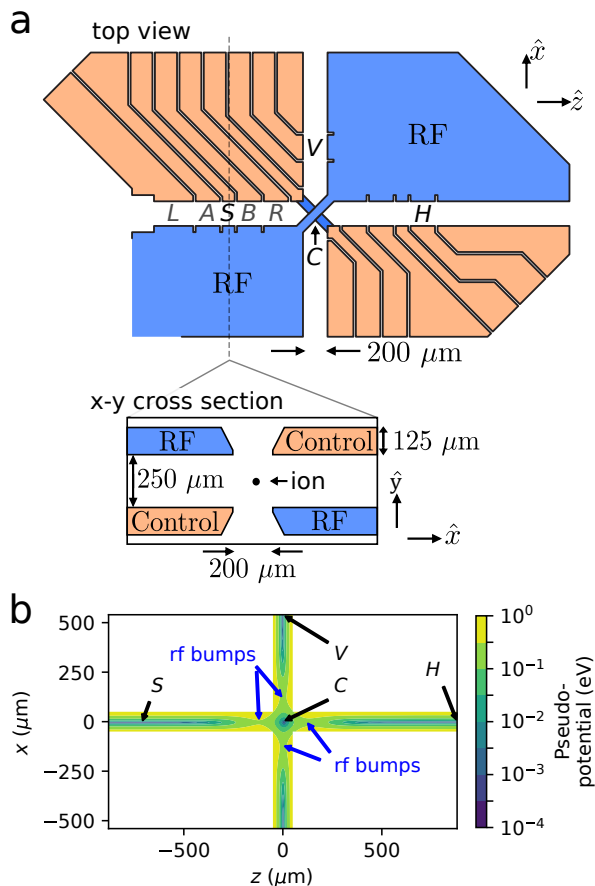 a
top view
x̂
ẑ
RF
V
L A S B R
H
C
RF
200 μm
x-y cross section
RF
Control
125 μm
250 μm
ion
ŷ
Control
RF
x̂
200 μm
b
500
250
0
−250
−500
x (μm)
rf bumps
V
S
C
H
rf bumps
−500
0
500
z (μm)
10⁰
10⁻¹
10⁻²
10⁻³
10⁻⁴
Pseudo-
potential (eV)